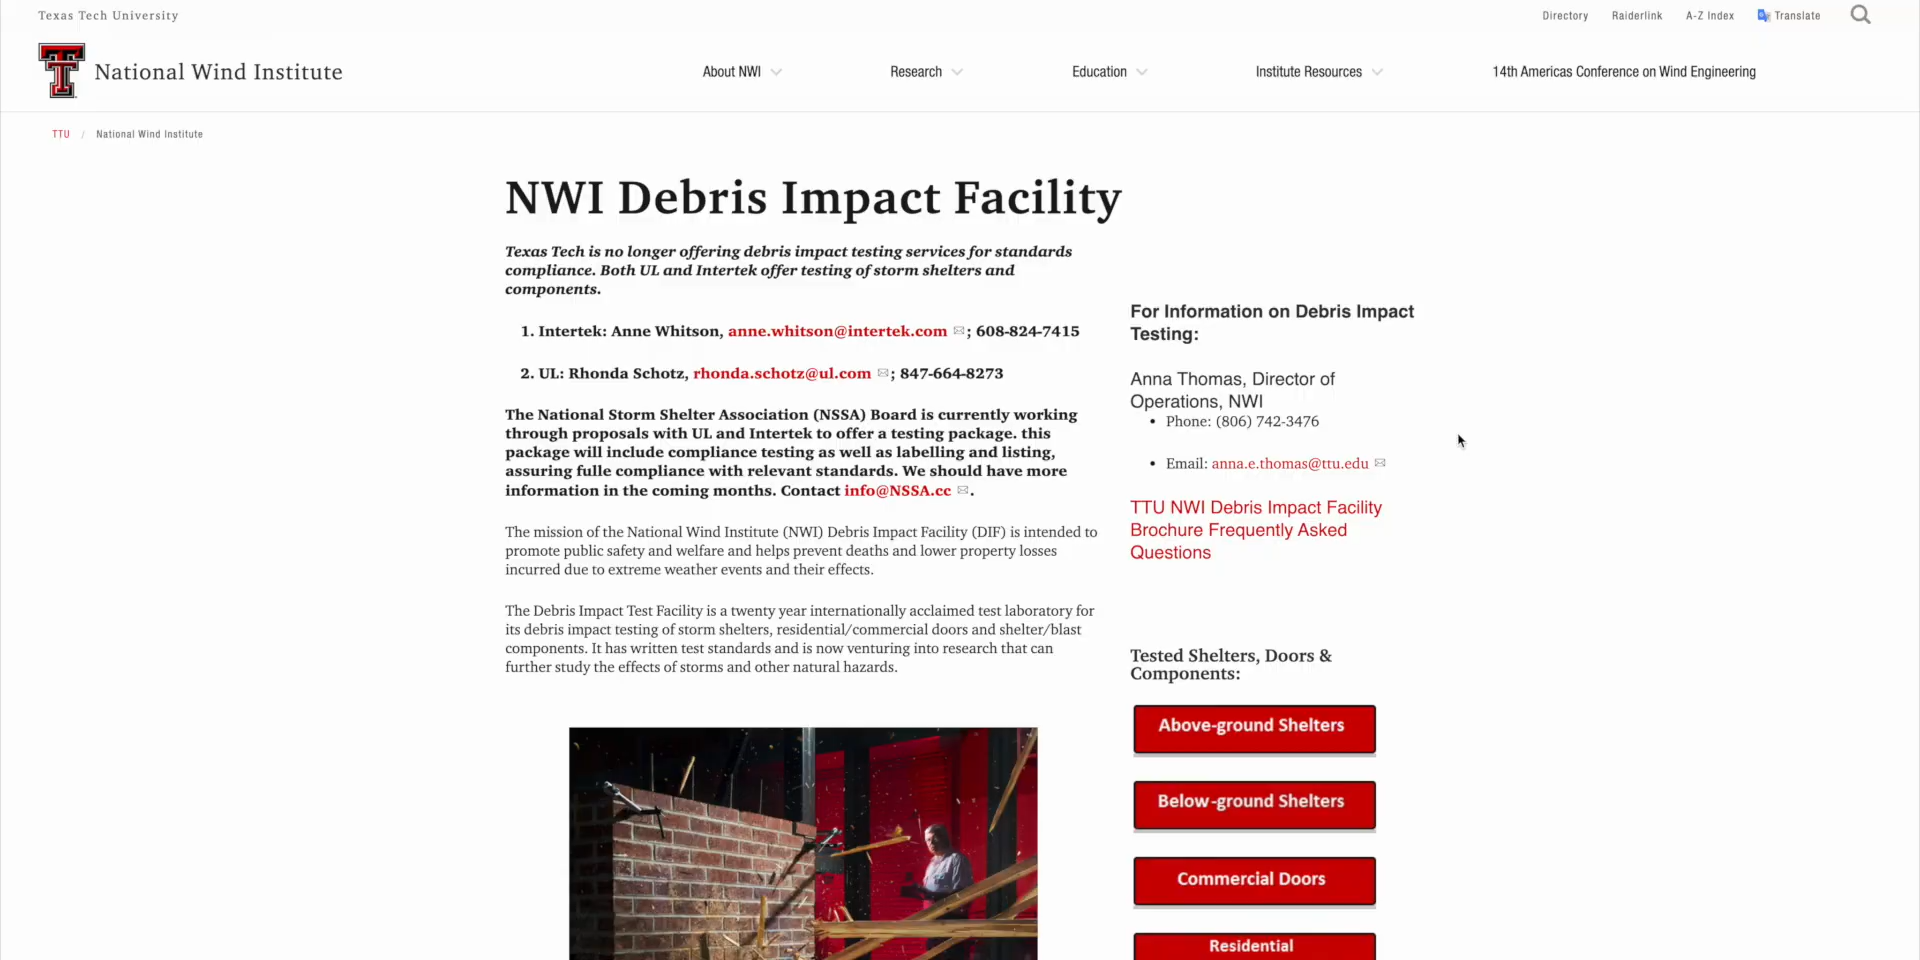 Texas Tech University
Directory
Raiderlink
A-Z Index
Translate
National Wind Institute
About NWI
Research
Education
Institute Resources
14th Americas Conference on Wind Engineering
TTU / National Wind Institute
NWI Debris Impact Facility
Texas Tech is no longer offering debris impact testing services for standards
compliance. Both UL and Intertek offer testing of storm shelters and
components.
1. Intertek: Anne Whitson, anne.whitson@intertek.com ; 608-824-7415
2. UL: Rhonda Schotz, rhonda.schotz@ul.com ; 847-664-8273
The National Storm Shelter Association (NSSA) Board is currently working
through proposals with UL and Intertek to offer a testing package. this
package will include compliance testing as well as labelling and listing,
assuring fulle compliance with relevant standards. We should have more
information in the coming months. Contact info@NSSA.cc .
The mission of the National Wind Institute (NWI) Debris Impact Facility (DIF) is intended to
promote public safety and welfare and helps prevent deaths and lower property losses
incurred due to extreme weather events and their effects.
The Debris Impact Test Facility is a twenty year internationally acclaimed test laboratory for
its debris impact testing of storm shelters, residential/commercial doors and shelter/blast
components. It has written test standards and is now venturing into research that can
further study the effects of storms and other natural hazards.
For Information on Debris Impact
Testing:
Anna Thomas, Director of
Operations, NWI
• Phone: (806) 742-3476
• Email: anna.e.thomas@ttu.edu
TTU NWI Debris Impact Facility
Brochure Frequently Asked
Questions
Tested Shelters, Doors &
Components:
Above-ground Shelters
Below-ground Shelters
Commercial Doors
Residential